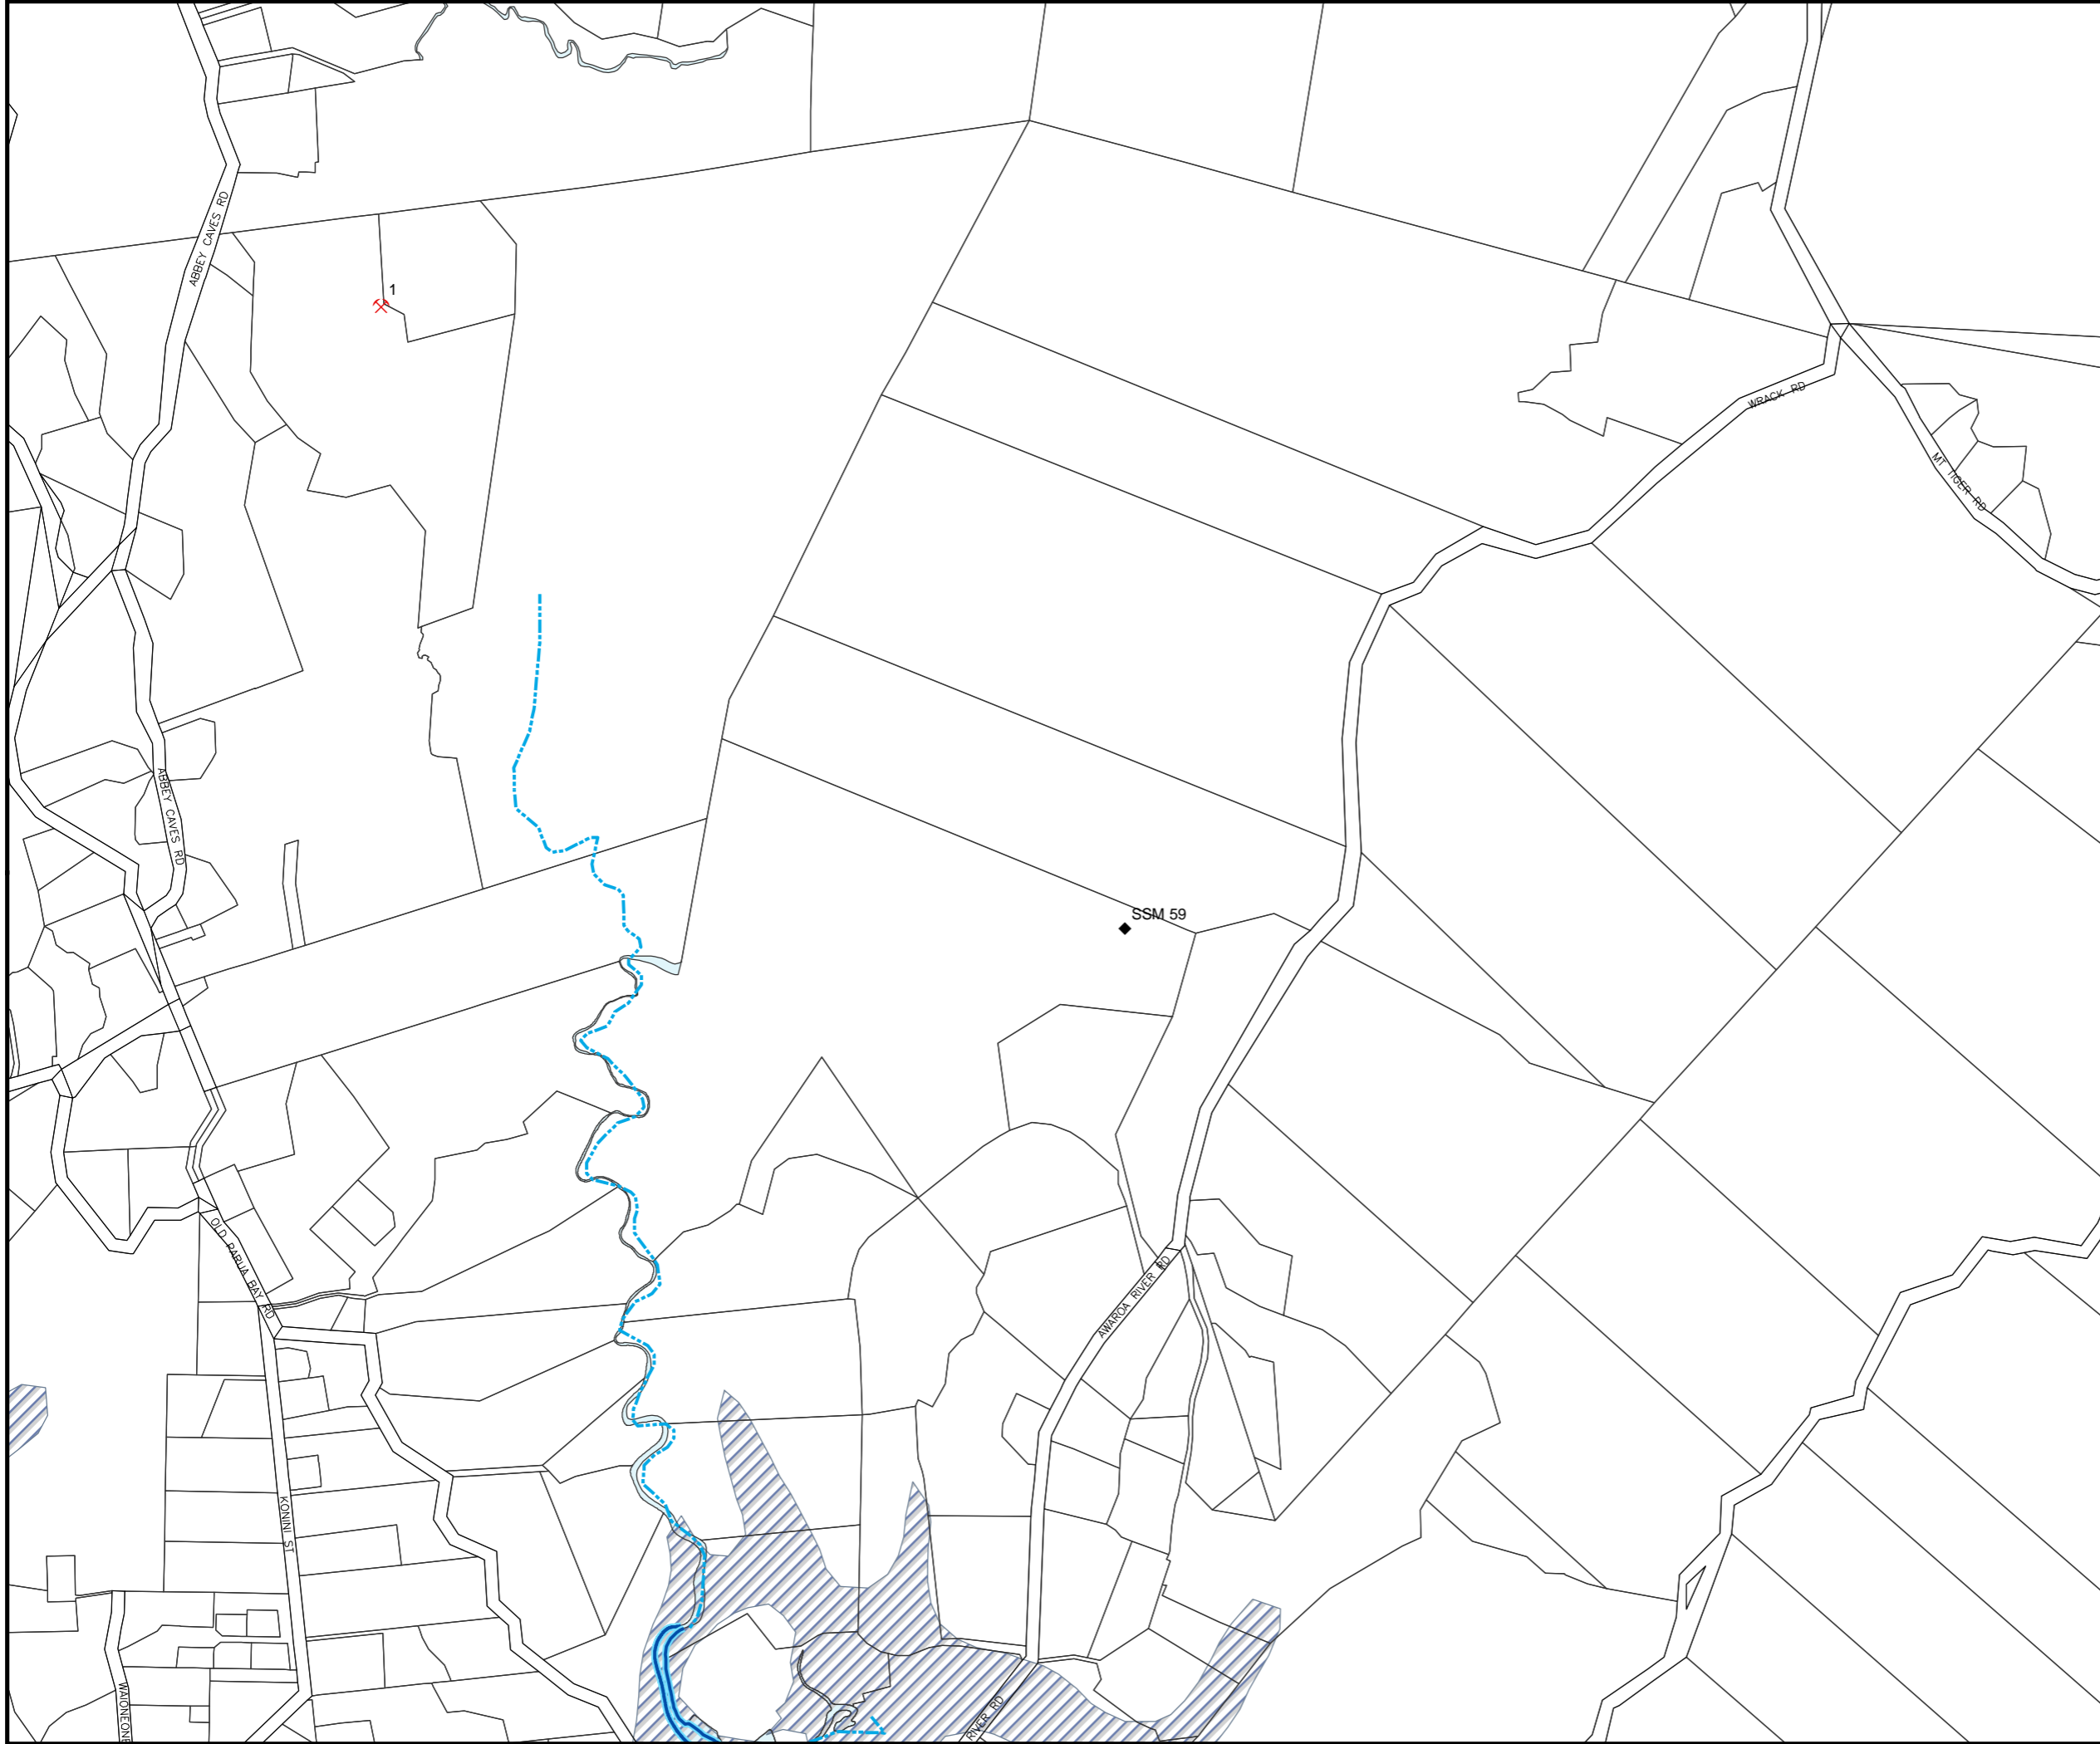 ABBEY CAVES RD
1
WRACK RD
MT TIGER RD
ABBEY CAVES RD
SSM 59
OLD PARUA BAY RD
AWAROA RIVER RD
KONINI ST
RIVER RD